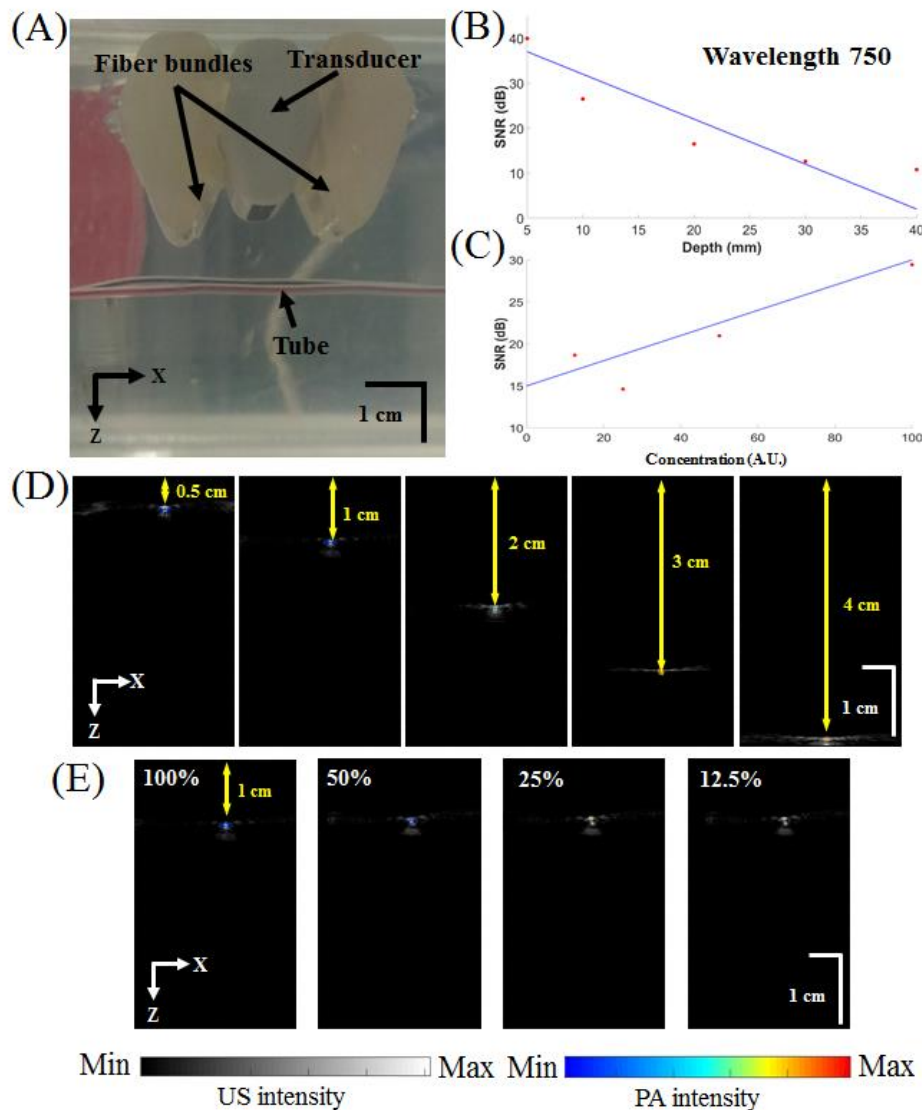 (A)
Fiber bundles
Transducer
Tube
X
Z
1 cm
(B)
Wavelength 750
SNR (dB)
40
30
20
10
0
5 10 15 20 25 30 35 40
Depth (mm)
(C)
SNR (dB)
30
25
20
15
10
0 20 40 60 80 100
Concentration (A.U.)
(D)
0.5 cm
1 cm
2 cm
3 cm
4 cm
X
Z
1 cm
(E)
100%
1 cm
50%
25%
12.5%
X
Z
1 cm
Min Max
US intensity
Min Max
PA intensity